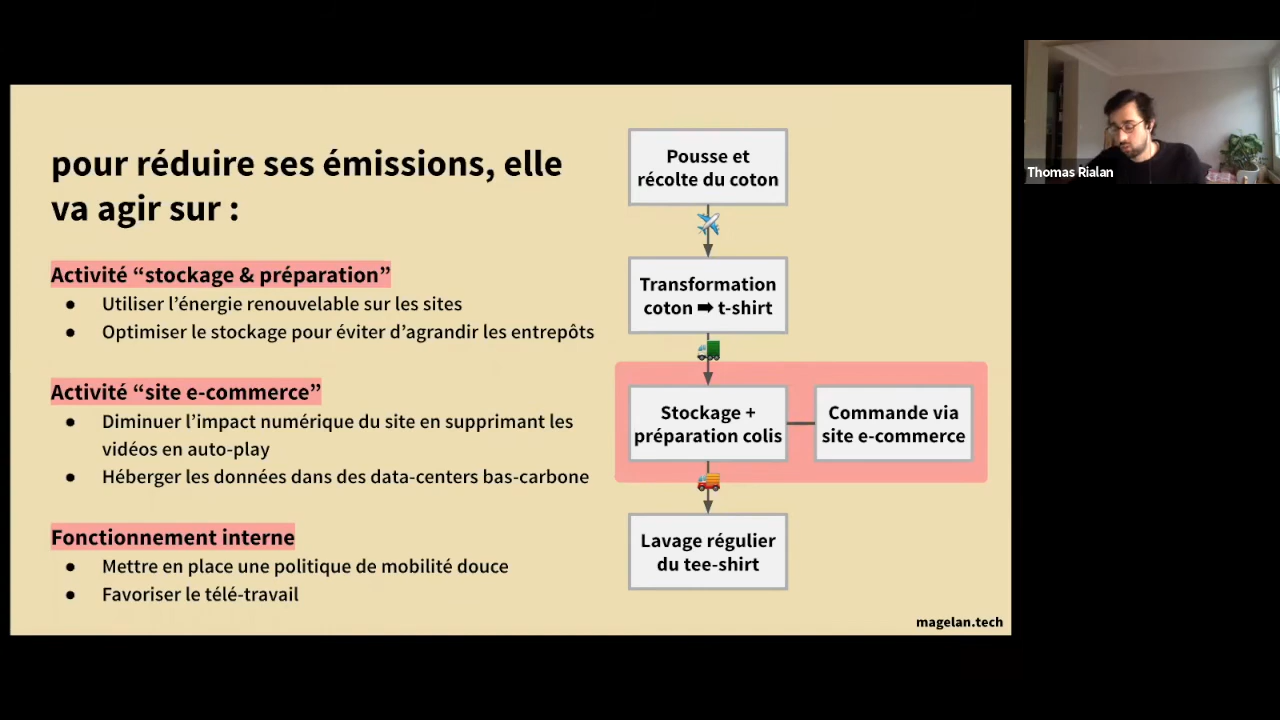 pour réduire ses émissions, elle
va agir sur :
Activité “stockage & préparation”
● Utiliser l’énergie renouvelable sur les sites
● Optimiser le stockage pour éviter d’agrandir les entrepôts
Activité “site e-commerce”
● Diminuer l’impact numérique du site en supprimant les
vidéos en auto-play
● Héberger les données dans des data-centers bas-carbone
Fonctionnement interne
● Mettre en place une politique de mobilité douce
● Favoriser le télé-travail
Pousse et
récolte du coton
Transformation
coton ➡ t-shirt
Stockage +
préparation colis
Commande via
site e-commerce
Lavage régulier
du tee-shirt
magelan.tech
Thomas Rialan